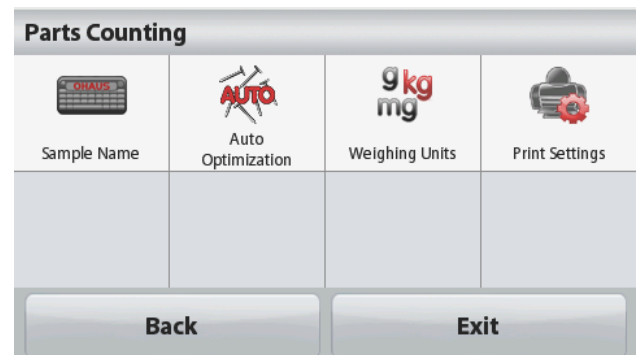 Parts Counting
OHAUS
AUTO
g kg
mg
Sample Name
Auto
Optimization
Weighing Units
Print Settings
Back
Exit